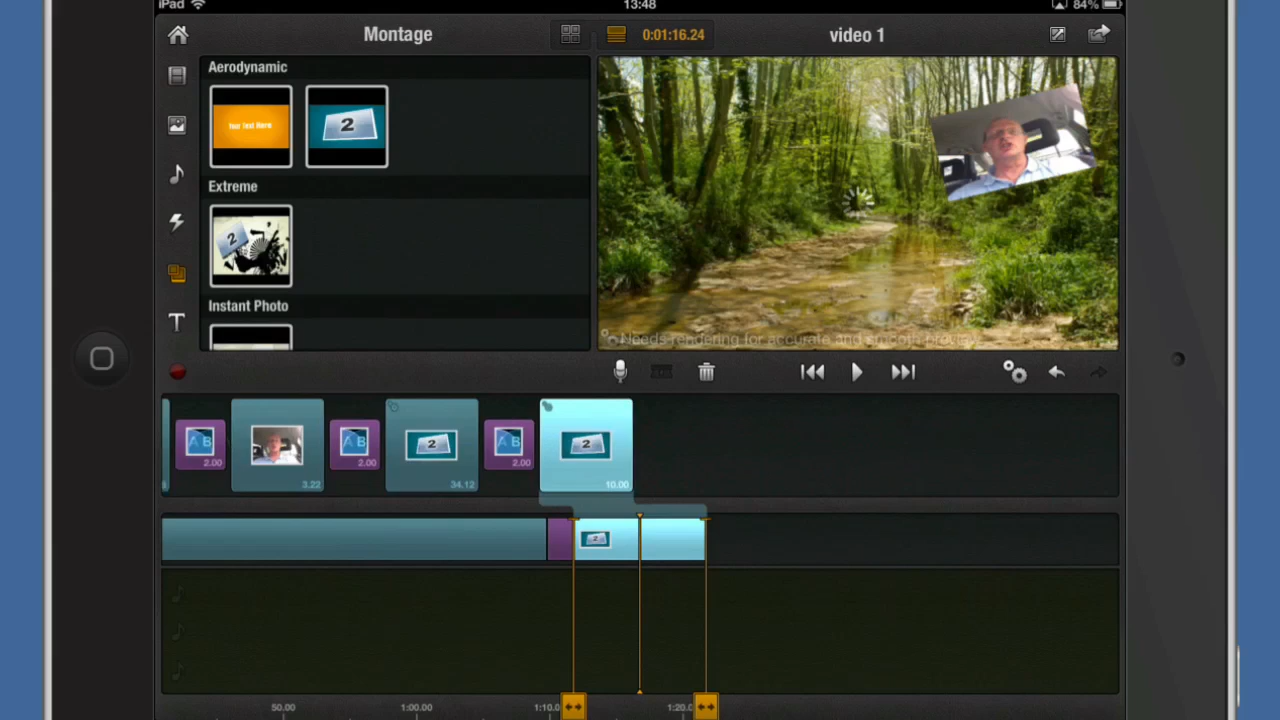 iPad 13:48 84%
Montage 0:01:16.24 video 1
Aerodynamic
Your Text Here 2
Extreme
2
Instant Photo
T
Needs rendering for accurate and smooth preview
A B 2.00 3.22 A B 2.00 2 34.12 A B 2.00 2 10.00
2
50.00 1:00.00 1:10.0 1:20.0